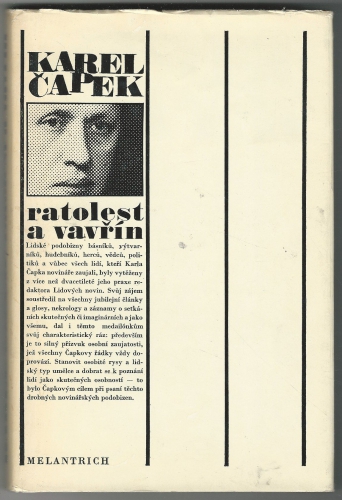 KAREL
ČAPEK
ratolest
a vavřín
Lidské podobizny básníků, výtvar-
níků, hudebníků, herců, vědců, poli-
tiků a vůbec všech lidí, kteří Karla
Čapka novináře zaujali, byly vytěženy
z více než dvacetileté jeho praxe re-
daktora Lidových novin. Svůj zájem
soustředil na všechny jubilejní články
a glosy, nekrology a záznamy o setká-
ních skutečných či imaginárních a jako
všemu, dal i těmto medailónkům
svůj charakteristický ráz: především
je to silný přízvuk osobní zaujatosti,
jež všechny Čapkovy řádky vždy do-
provází. Stanovit osobité rysy a lid-
ský typ umělce a dobrat se k poznání
lidí jako skutečných osobností — to
bylo Čapkovým cílem při psaní těchto
drobných novinářských podobizen.
MELANTRICH